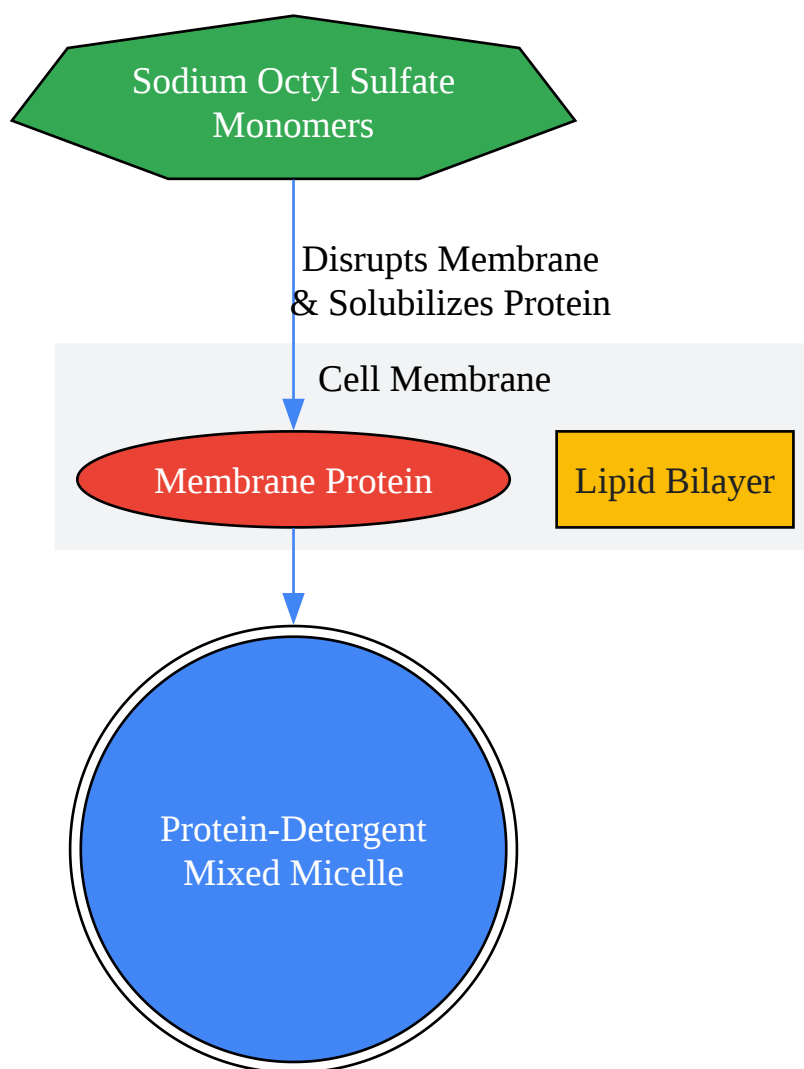 Sodium Octyl Sulfate
Monomers
Disrupts Membrane
& Solubilizes Protein
Cell Membrane
Membrane Protein
Lipid Bilayer
Protein-Detergent
Mixed Micelle